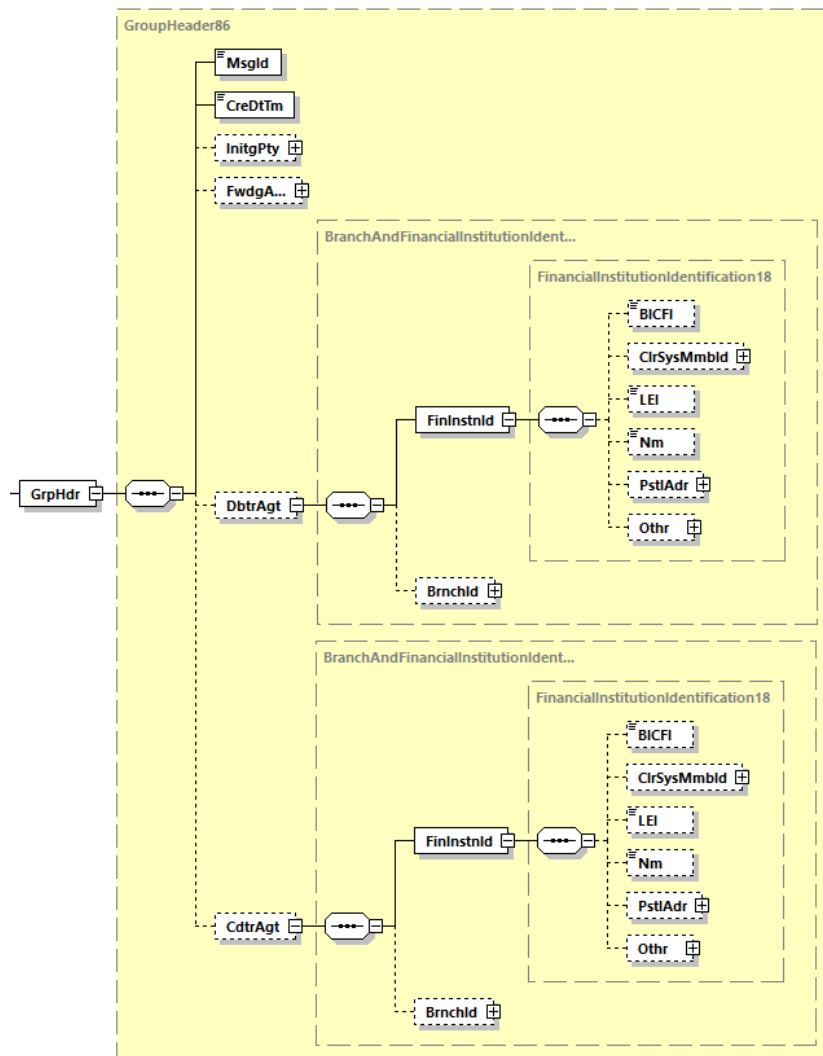 GroupHeader86
MsgId
CreDtTm
InitgPty
FwdgA...
BranchAndFinancialInstitutionIdent...
FinancialInstitutionIdentification18
BICFI
ClrSysMmbId
LEI
FinInstnId
Nm
PstlAdr
GrpHdr
DbtrAgt
Othr
BrnchId
BranchAndFinancialInstitutionIdent...
FinancialInstitutionIdentification18
BICFI
ClrSysMmbId
LEI
FinInstnId
Nm
PstlAdr
CdtrAgt
Othr
BrnchId